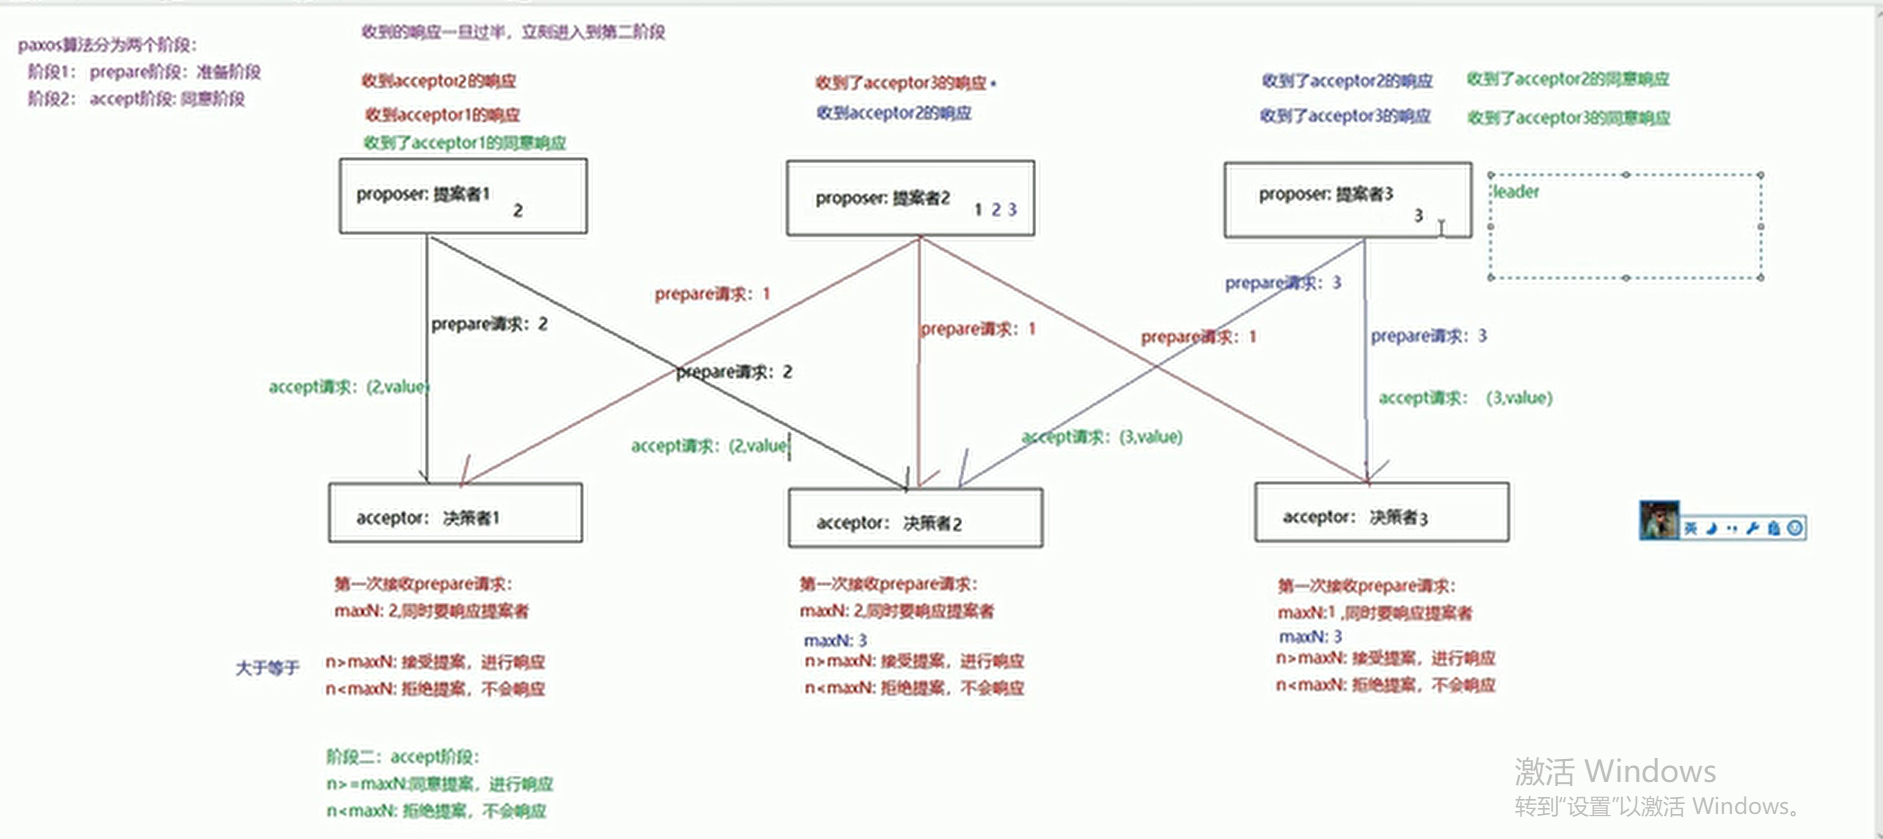 paxos算法分为两个阶段：
阶段1： prepare阶段：准备阶段
阶段2： accept阶段: 同意阶段
收到的响应一旦过半，立刻进入到第二阶段
收到acceptor2的响应
收到acceptor1的响应
收到了acceptor1的同意响应
收到了acceptor3的响应
收到acceptor2的响应
收到了acceptor2的响应
收到了acceptor3的响应
收到了acceptor2的同意响应
收到了acceptor3的同意响应
proposer: 提案者1
2
proposer: 提案者2
1 2 3
proposer: 提案者3
3
leader
prepare请求：2
prepare请求：1
prepare请求：2
prepare请求：1
prepare请求：1
prepare请求：3
prepare请求：3
accept请求：(2,value)
accept请求：(2,value)
accept请求：(3,value)
accept请求： (3,value)
acceptor： 决策者1
acceptor： 决策者2
acceptor： 决策者3
第一次接收prepare请求：
maxN: 2,同时要响应提案者
大于等于
n>maxN: 接受提案，进行响应
n<maxN: 拒绝提案，不会响应
第一次接收prepare请求：
maxN: 2,同时要响应提案者
maxN: 3
n>maxN: 接受提案，进行响应
n<maxN: 拒绝提案，不会响应
第一次接收prepare请求：
maxN:1 ,同时要响应提案者
maxN: 3
n>maxN: 接受提案，进行响应
n<maxN: 拒绝提案，不会响应
阶段二：accept阶段：
n>=maxN:同意提案，进行响应
n<maxN: 拒绝提案，不会响应
英
激活 Windows
转到“设置”以激活 Windows。